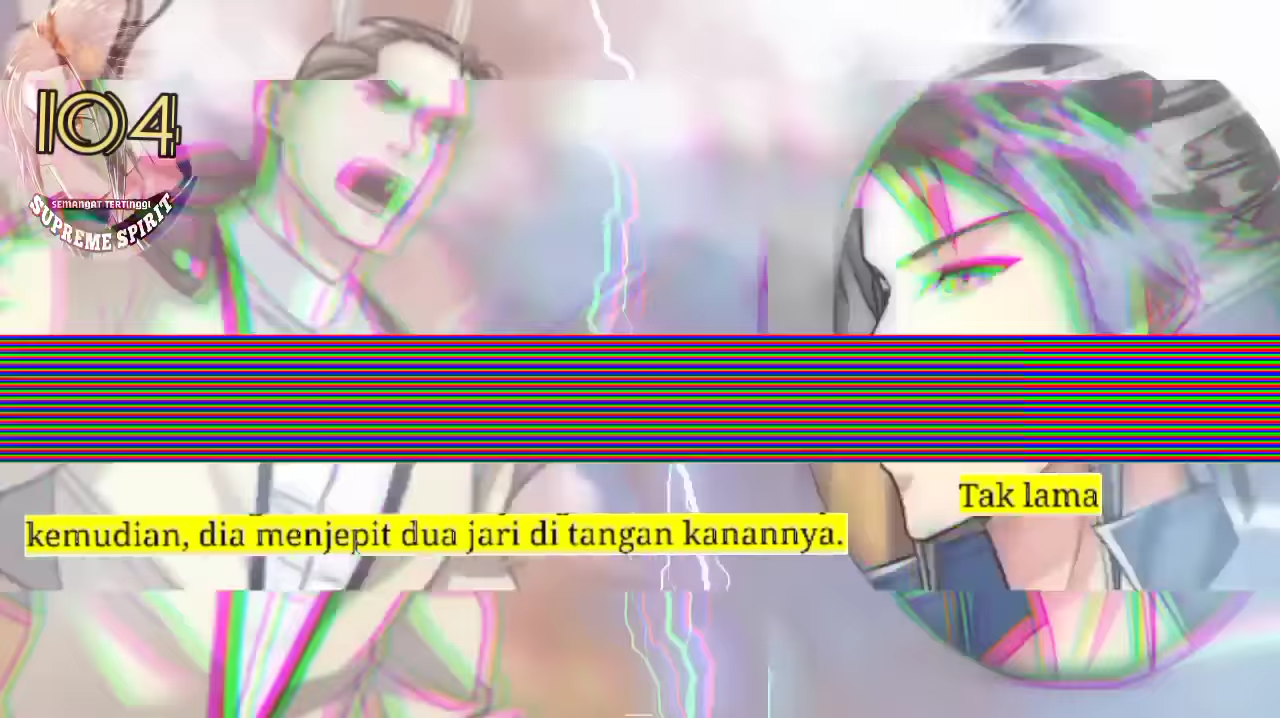 104
SEMANGAT TERTINGGI
SUPREME SPIRIT
Tak lama
kemudian, dia menjepit dua jari di tangan kanannya.